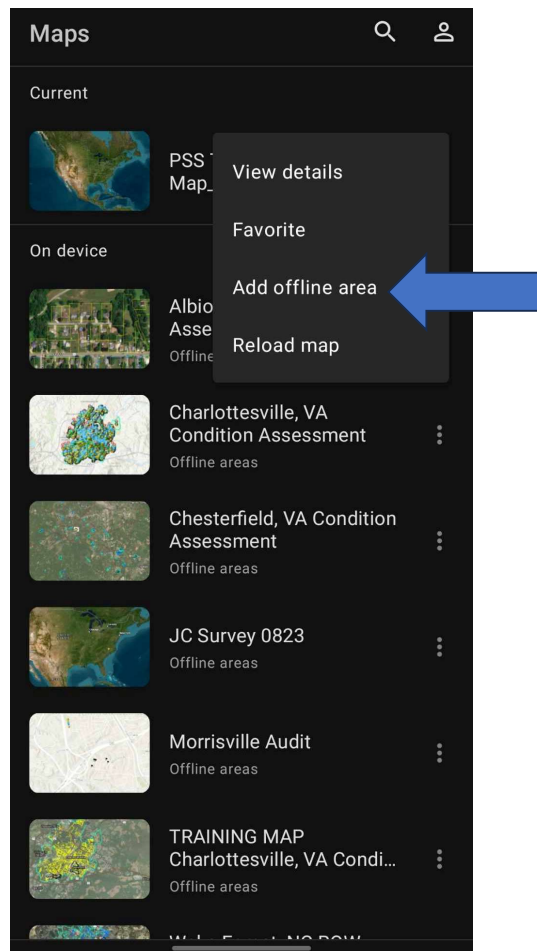 Maps
Current
PSS
Map_
View details
Favorite
Add offline area
Reload map
On device
Albio
Asse
Offline
Charlottesville, VA
Condition Assessment
Offline areas
Chesterfield, VA Condition
Assessment
Offline areas
JC Survey 0823
Offline areas
Morrisville Audit
Offline areas
TRAINING MAP
Charlottesville, VA Condi...
Offline areas